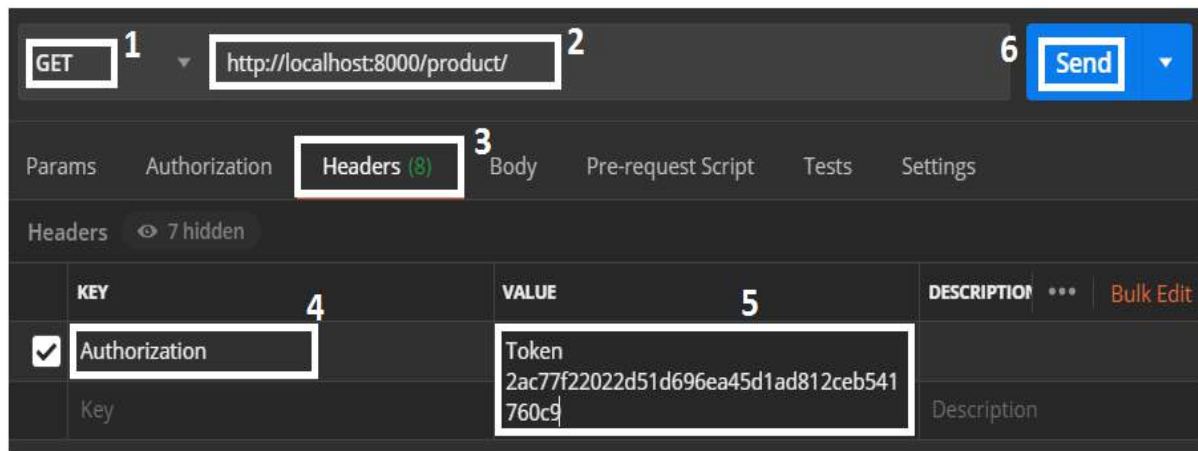 GET 1 http://localhost:8000/product/ 2 6 Send
Params Authorization Headers (8) 3 Body Pre-request Script Tests Settings
Headers 7 hidden
KEY 4 VALUE 5 DESCRIPTION ••• Bulk Edit
Authorization Token
2ac77f22022d51d696ea45d1ad812ceb541
760c9
Key Description